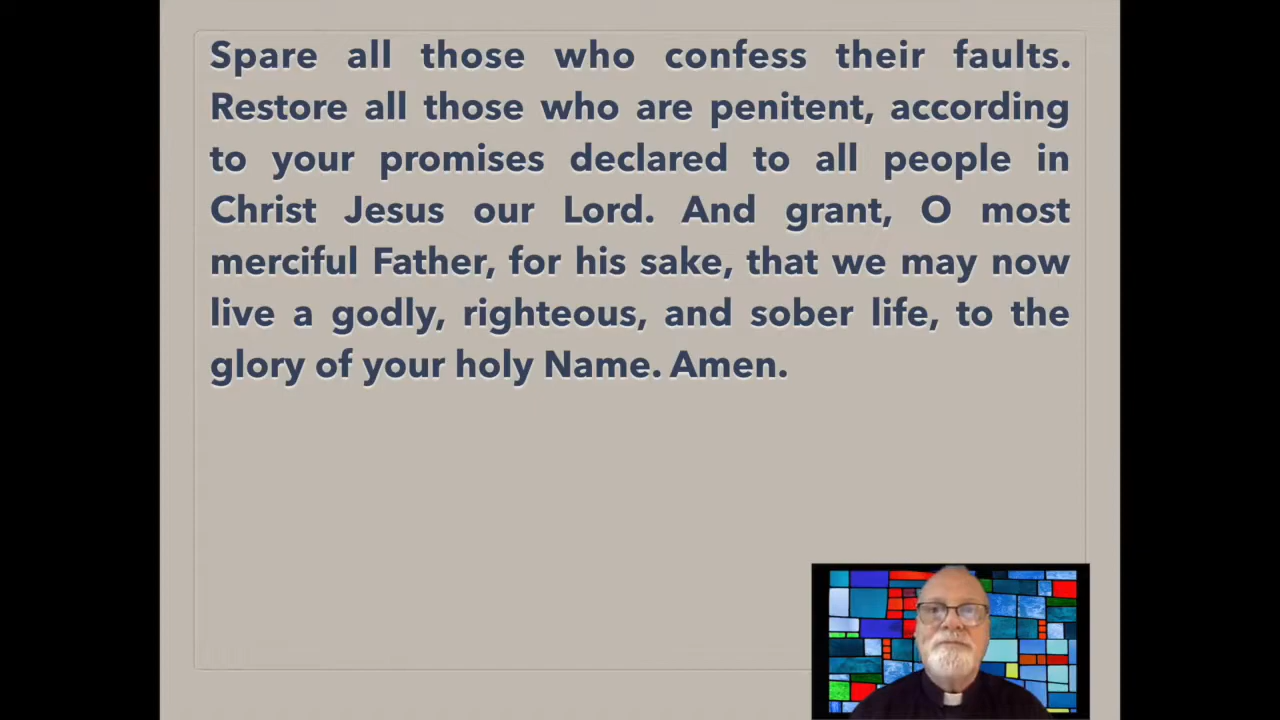 Spare all those who confess their faults.
Restore all those who are penitent, according
to your promises declared to all people in
Christ Jesus our Lord. And grant, O most
merciful Father, for his sake, that we may now
live a godly, righteous, and sober life, to the
glory of your holy Name. Amen.